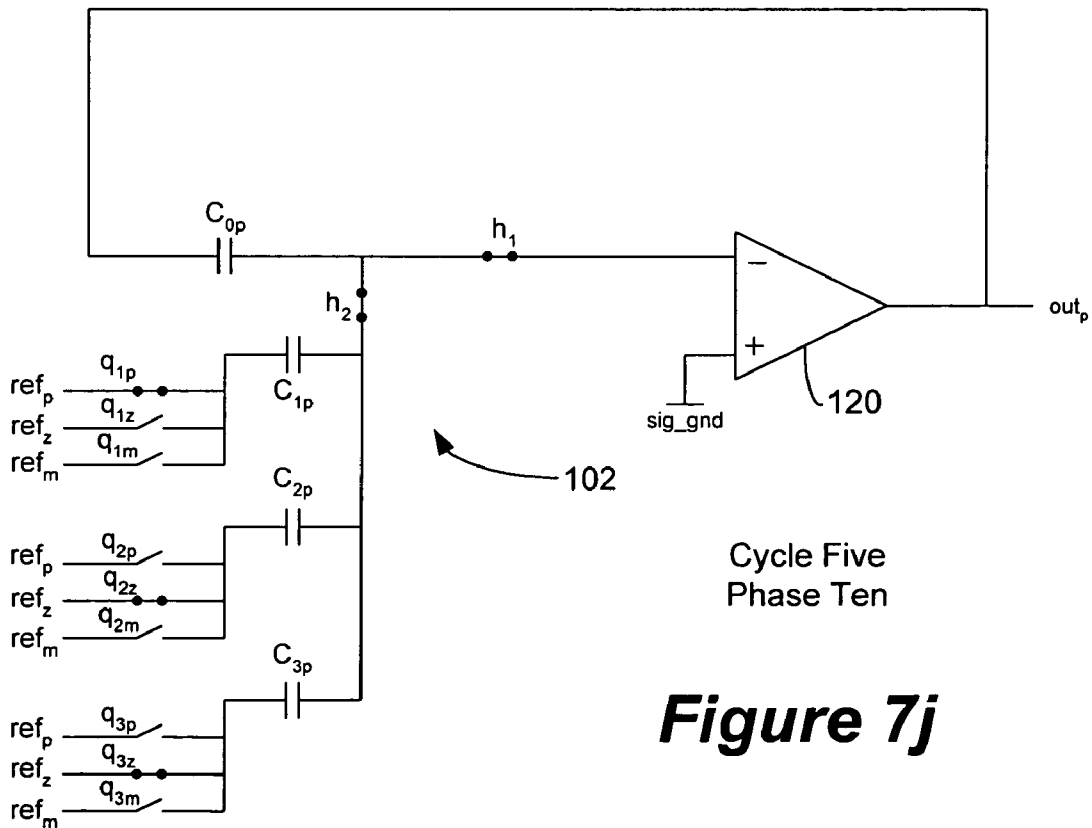 C0p
h1
h2
−
+
outp
120
sig_gnd
refp q1p
refz q1z
refm q1m
C1p
102
refp q2p
refz q2z
refm q2m
C2p
Cycle Five
Phase Ten
refp q3p
refz q3z
refm q3m
C3p
Figure 7j